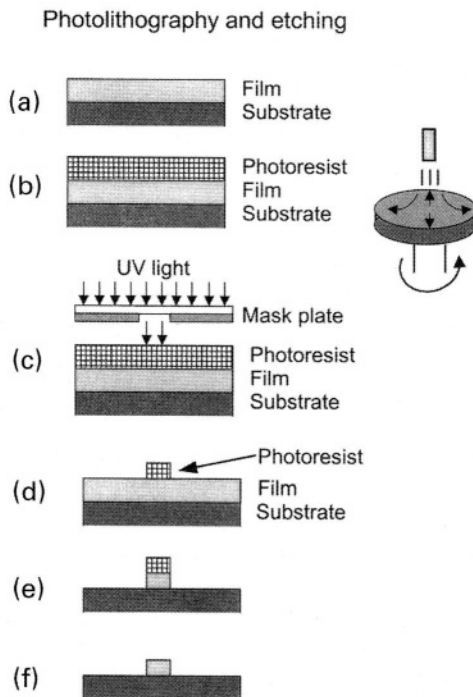 Photolithography and etching
(a)
Film
Substrate
(b)
Photoresist
Film
Substrate
UV light
Mask plate
(c)
Photoresist
Film
Substrate
(d)
Photoresist
Film
Substrate
(e)
(f)